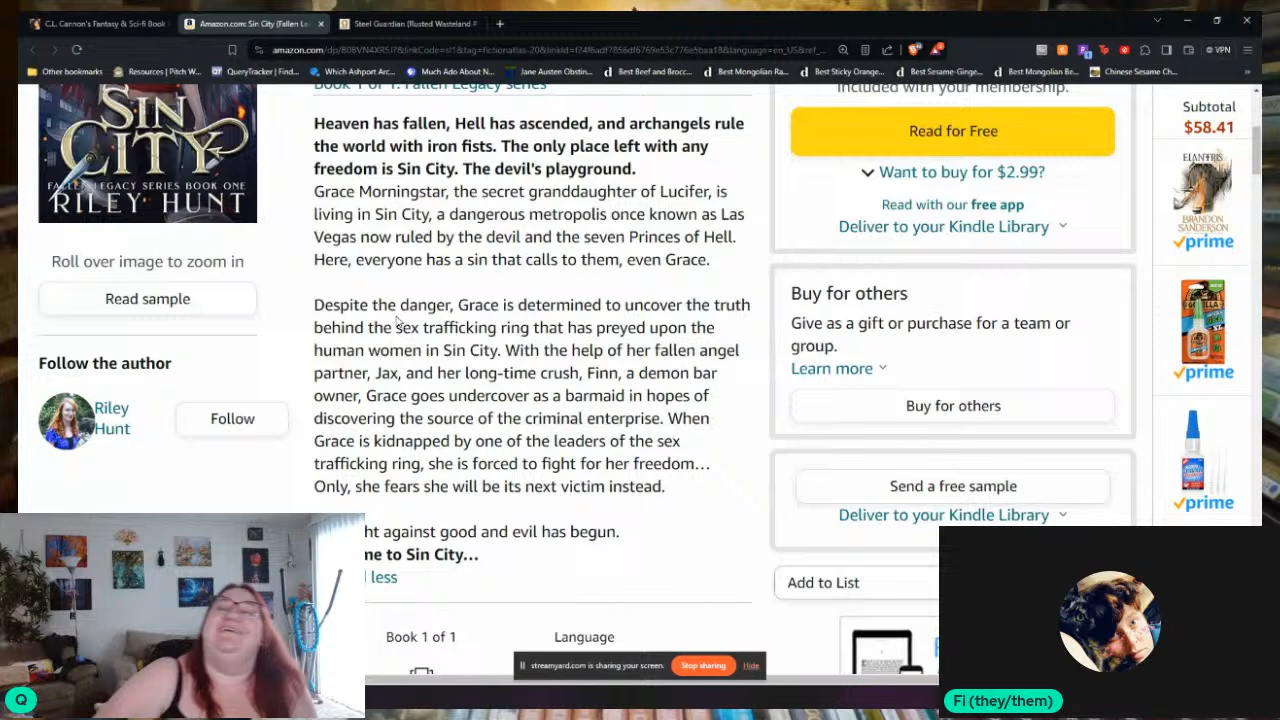 C.L. Cannon's Fantasy & Sci-fi Book
Amazon.com: Sin City (Fallen Le
Steel Guardian (Rusted Wasteland #
VPN
Other bookmarks
Resources | Pitch W...
QueryTracker | Find...
Which Ashport Arc...
Much Ado About N...
Jane Austen Obstin...
Best Beef and Brocc...
Best Mongolian Ra...
Best Sticky Orange...
Best Sesame-Ginge...
Best Mongolian Be...
Chinese Sesame Ch...
SIN
CITY
FALLEN LEGACY SERIES BOOK ONE
RILEY HUNT
Roll over image to zoom in
Read sample
Follow the author
Riley
Hunt
Follow
Book 1 of 1: Fallen Legacy series
Heaven has fallen, Hell has ascended, and archangels rule
the world with iron fists. The only place left with any
freedom is Sin City. The devil's playground.
Grace Morningstar, the secret granddaughter of Lucifer, is
living in Sin City, a dangerous metropolis once known as Las
Vegas now ruled by the devil and the seven Princes of Hell.
Here, everyone has a sin that calls to them, even Grace.
Despite the danger, Grace is determined to uncover the truth
behind the sex trafficking ring that has preyed upon the
human women in Sin City. With the help of her fallen angel
partner, Jax, and her long-time crush, Finn, a demon bar
owner, Grace goes undercover as a barmaid in hopes of
discovering the source of the criminal enterprise. When
Grace is kidnapped by one of the leaders of the sex
trafficking ring, she is forced to fight for her freedom…
Only, she fears she will be its next victim instead.
ht against good and evil has begun.
me to Sin City…
less
Book 1 of 1
Language
included with your membership.
Read for Free
Want to buy for $2.99?
Read with our free app
Deliver to your Kindle Library
Buy for others
Give as a gift or purchase for a team or
group.
Learn more
Buy for others
Send a free sample
Deliver to your Kindle Library
Add to List
Subtotal
$58.41
ELANTRIS
BRANDON
SANDERSON
prime
GORILLA
prime
prime
streamyard.com is sharing your screen.
Stop sharing
Hide
Q
Fi (they/them)